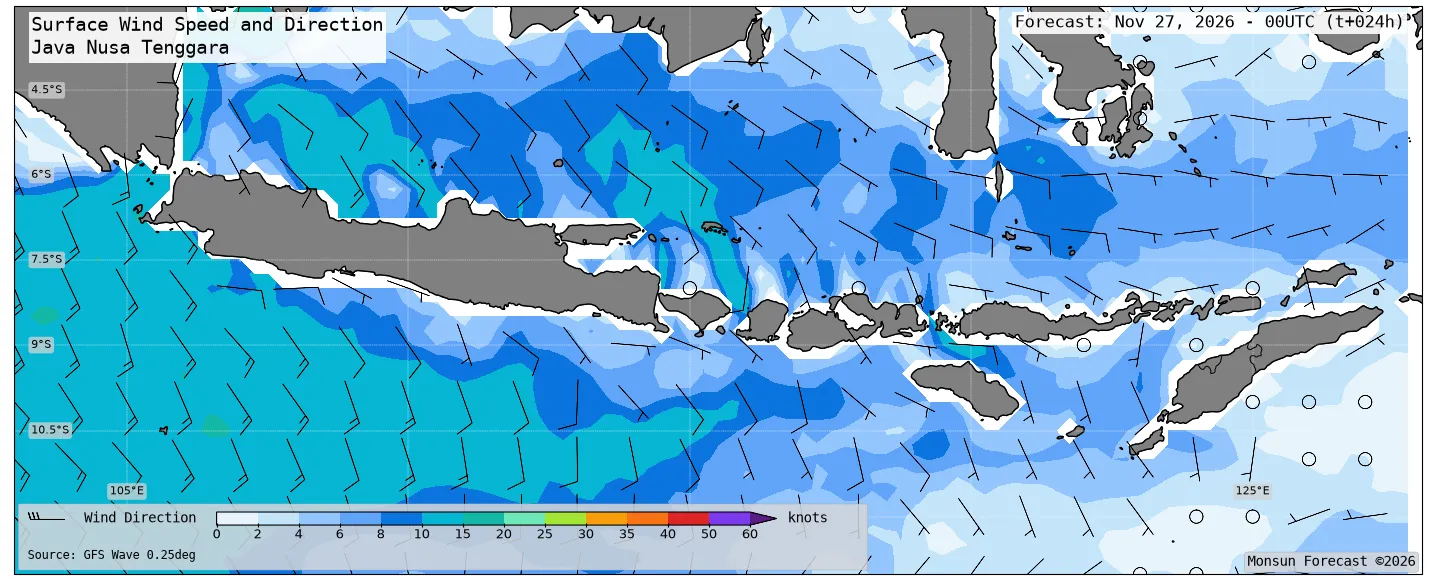 Surface Wind Speed and Direction
Java Nusa Tenggara
Forecast: Nov 27, 2026 - 00UTC (t+024h)
4.5°S
6°S
7.5°S
9°S
10.5°S
105°E
125°E
Wind Direction
0 2 4 6 8 10 15 20 25 30 35 40 50 60
knots
Source: GFS Wave 0.25deg
Monsun Forecast ©2026